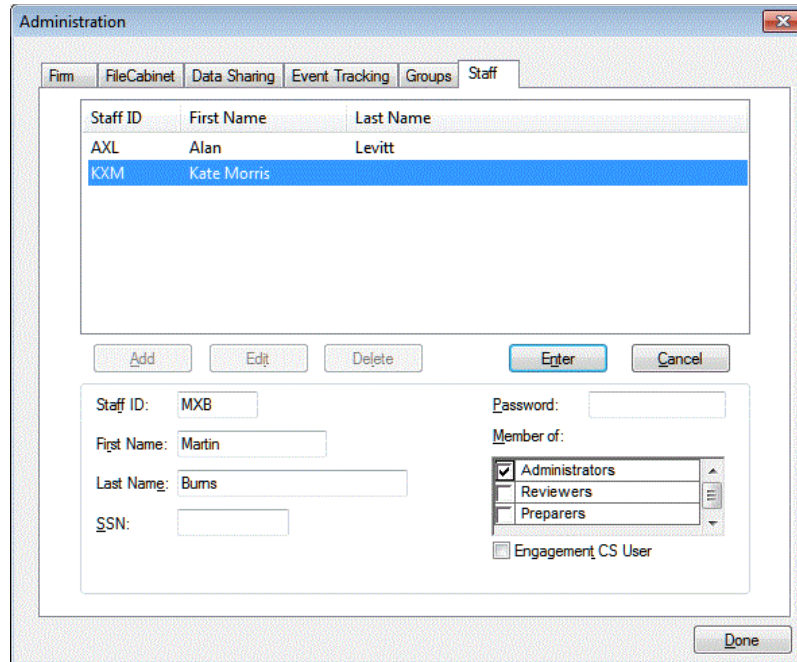 Administration
Firm FileCabinet Data Sharing Event Tracking Groups Staff
Staff ID First Name Last Name
AXL Alan Levitt
KXM Kate Morris
Add Edit Delete Enter Cancel
Staff ID: MXB Password:
First Name: Martin Member of:
Last Name: Burns Administrators
Reviewers
SSN: Preparers
Engagement CS User
Done